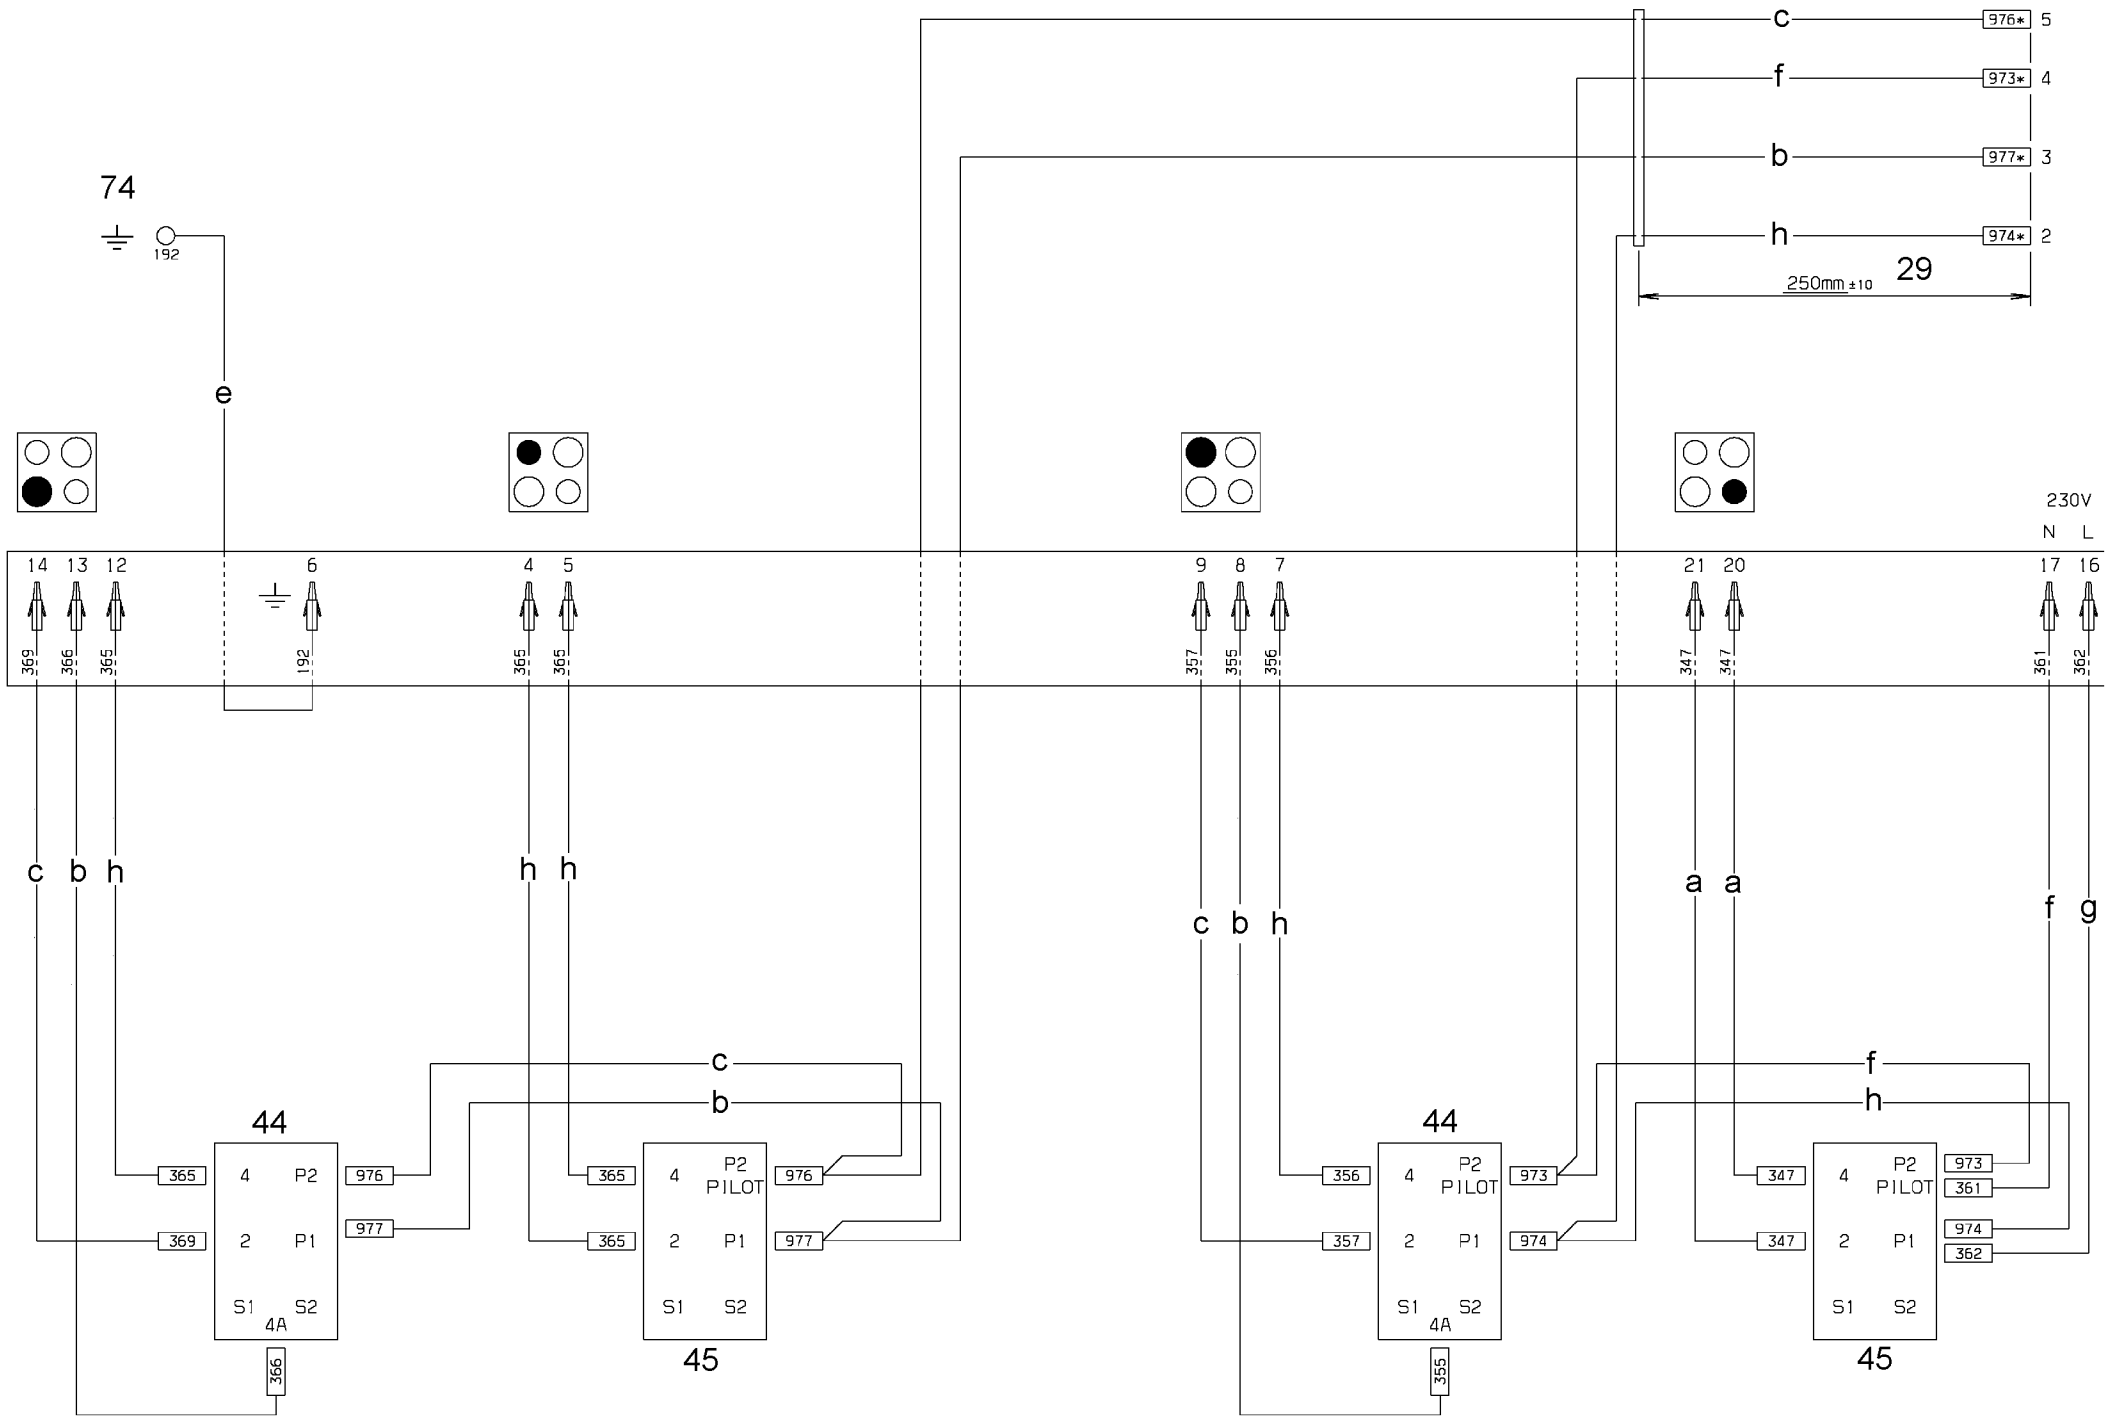 c 976* 5
f 973* 4
b 977* 3
74
192
h 974* 2
29
250mm ±10
e
230V
N L
14 13 12 6 4 5 9 8 7 21 20 17 16
369 366 365 192 365 365 357 355 356 347 347 361 362
c b h h h a a
c b h f g
c f
b h
44 44
365 4 P2 976 365 4 P2 PILOT 976 356 4 P2 PILOT 973 347 4 P2 PILOT 973 361
977 974
369 2 P1 365 2 P1 977 357 2 P1 974 347 2 P1 362
S1 S2 S1 S2 S1 S2 S1 S2
4A 4A
366 45 355 45